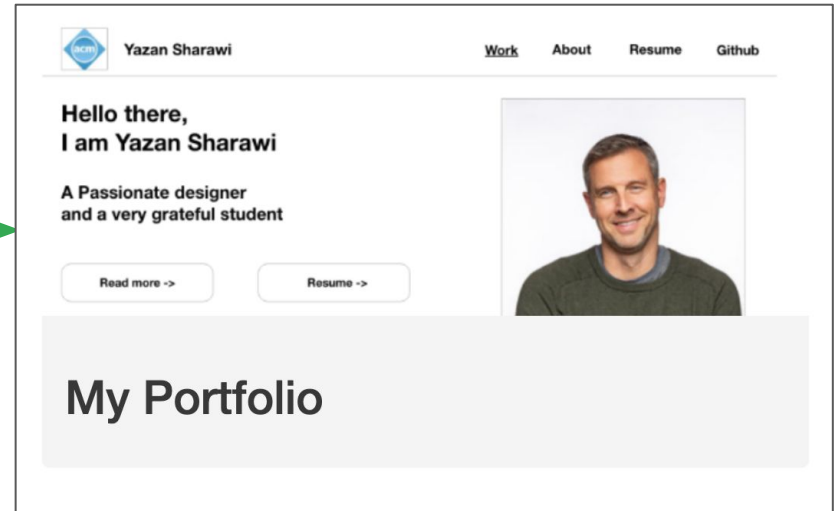 acm
Yazan Sharawi
Work About Resume Github
Hello there,
I am Yazan Sharawi
A Passionate designer
and a very grateful student
Read more -> Resume ->
My Portfolio